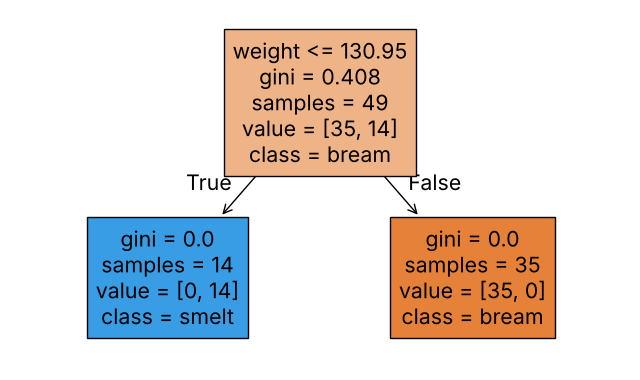 weight <= 130.95
gini = 0.408
samples = 49
value = [35, 14]
class = bream
True
False
gini = 0.0
samples = 14
value = [0, 14]
class = smelt
gini = 0.0
samples = 35
value = [35, 0]
class = bream